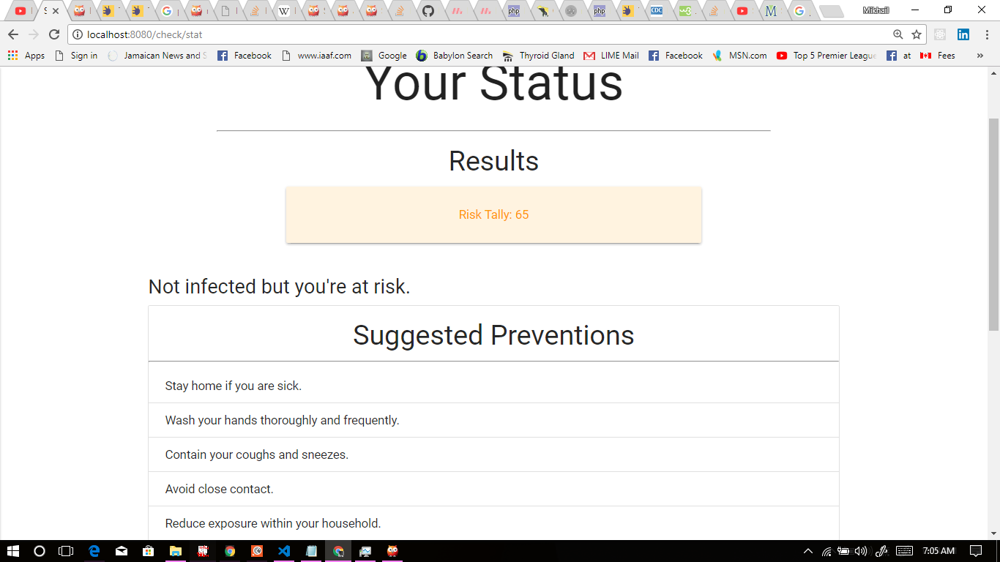 Mikhail
localhost:8080/check/stat
Apps Sign in Jamaican News and S Facebook www.iaaf.com Google Babylon Search Thyroid Gland LIME Mail Facebook MSN.com Top 5 Premier League at Fees »
Your Status
Results
Risk Tally: 65
Not infected but you're at risk.
Suggested Preventions
Stay home if you are sick.
Wash your hands thoroughly and frequently.
Contain your coughs and sneezes.
Avoid close contact.
Reduce exposure within your household.
7:05 AM